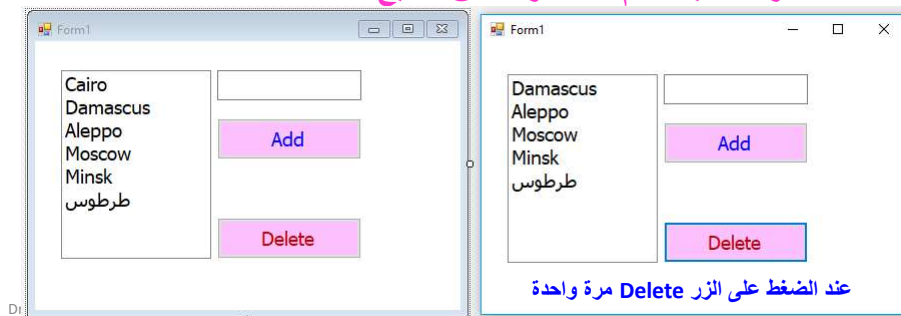 Form1
Cairo
Damascus
Aleppo
Moscow
Minsk
طرطوس
Add
Delete
Form1
Damascus
Aleppo
Moscow
Minsk
طرطوس
Add
Delete
عند الضغط على الزر Delete مرة واحدة